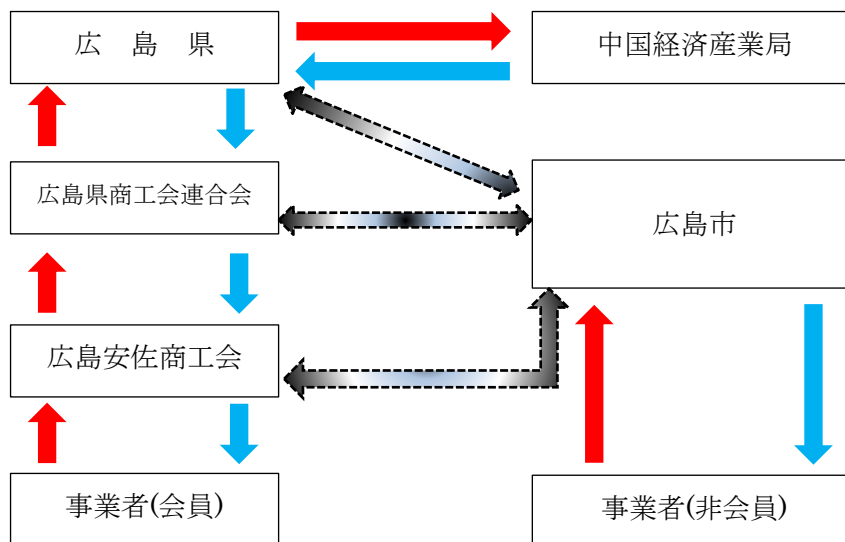 広　島　県
中国経済産業局
広島県商工会連合会
広島市
広島安佐商工会
事業者(会員)
事業者(非会員)